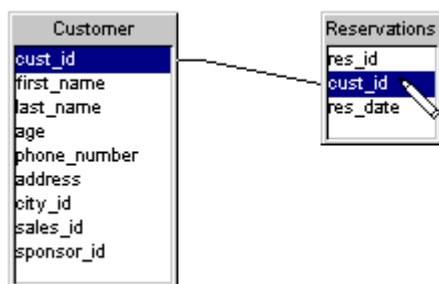 Customer
cust_id
first_name
last_name
age
phone_number
address
city_id
sales_id
sponsor_id
Reservations
res_id
cust_id
res_date